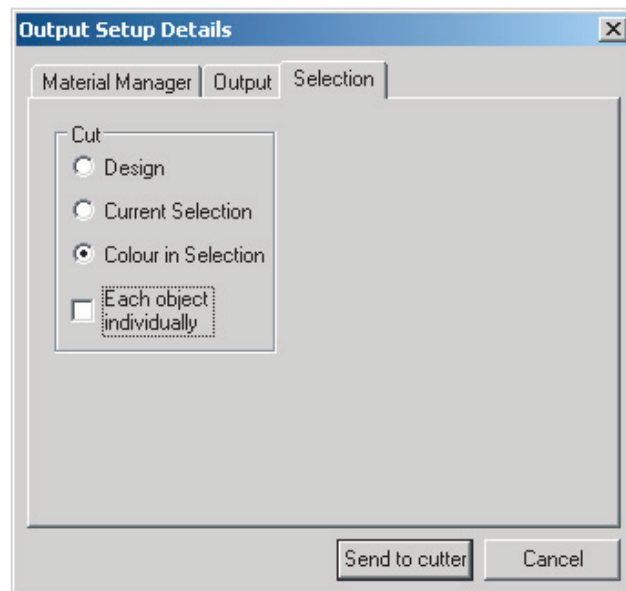 Output Setup Details
Material Manager Output Selection
Cut
Design
Current Selection
Colour in Selection
Each object
individually
Send to cutter Cancel